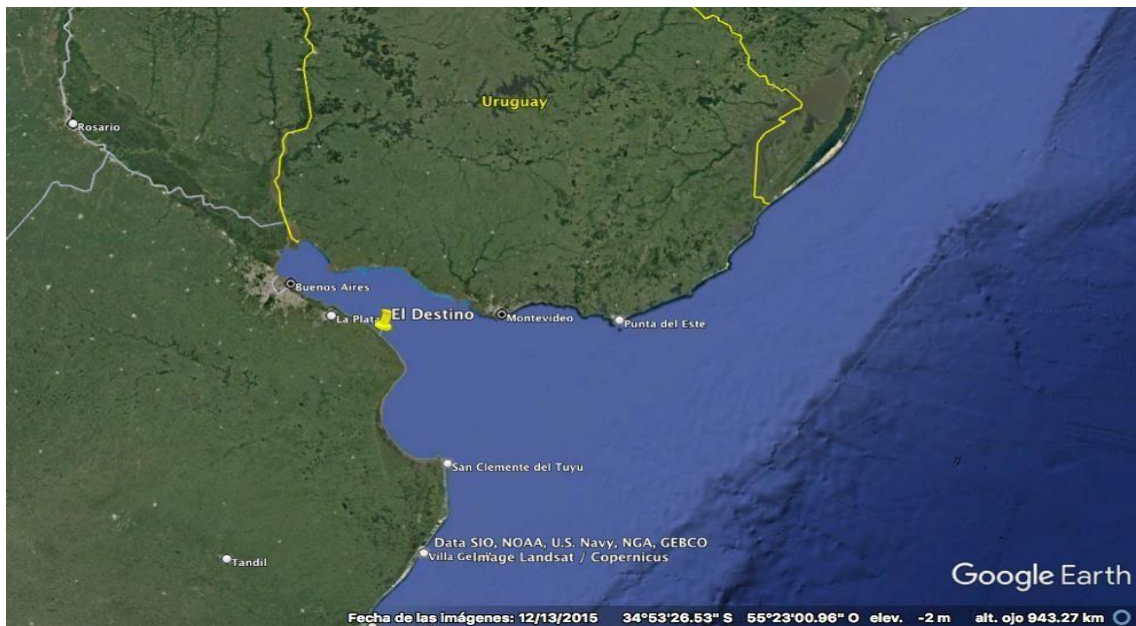 Uruguay
Rosario
Buenos Aires
La Plata
El Destino
Montevideo
Punta del Este
San Clemente del Tuyu
Data SIO, NOAA, U.S. Navy, NGA, GEBCO
Villa
Image Landsat / Copernicus
Tandil
Google Earth
Fecha de las imágenes: 12/13/2015 34°53'26.53" S 55°23'00.96" O elev. -2 m alt. ojo 943.27 km